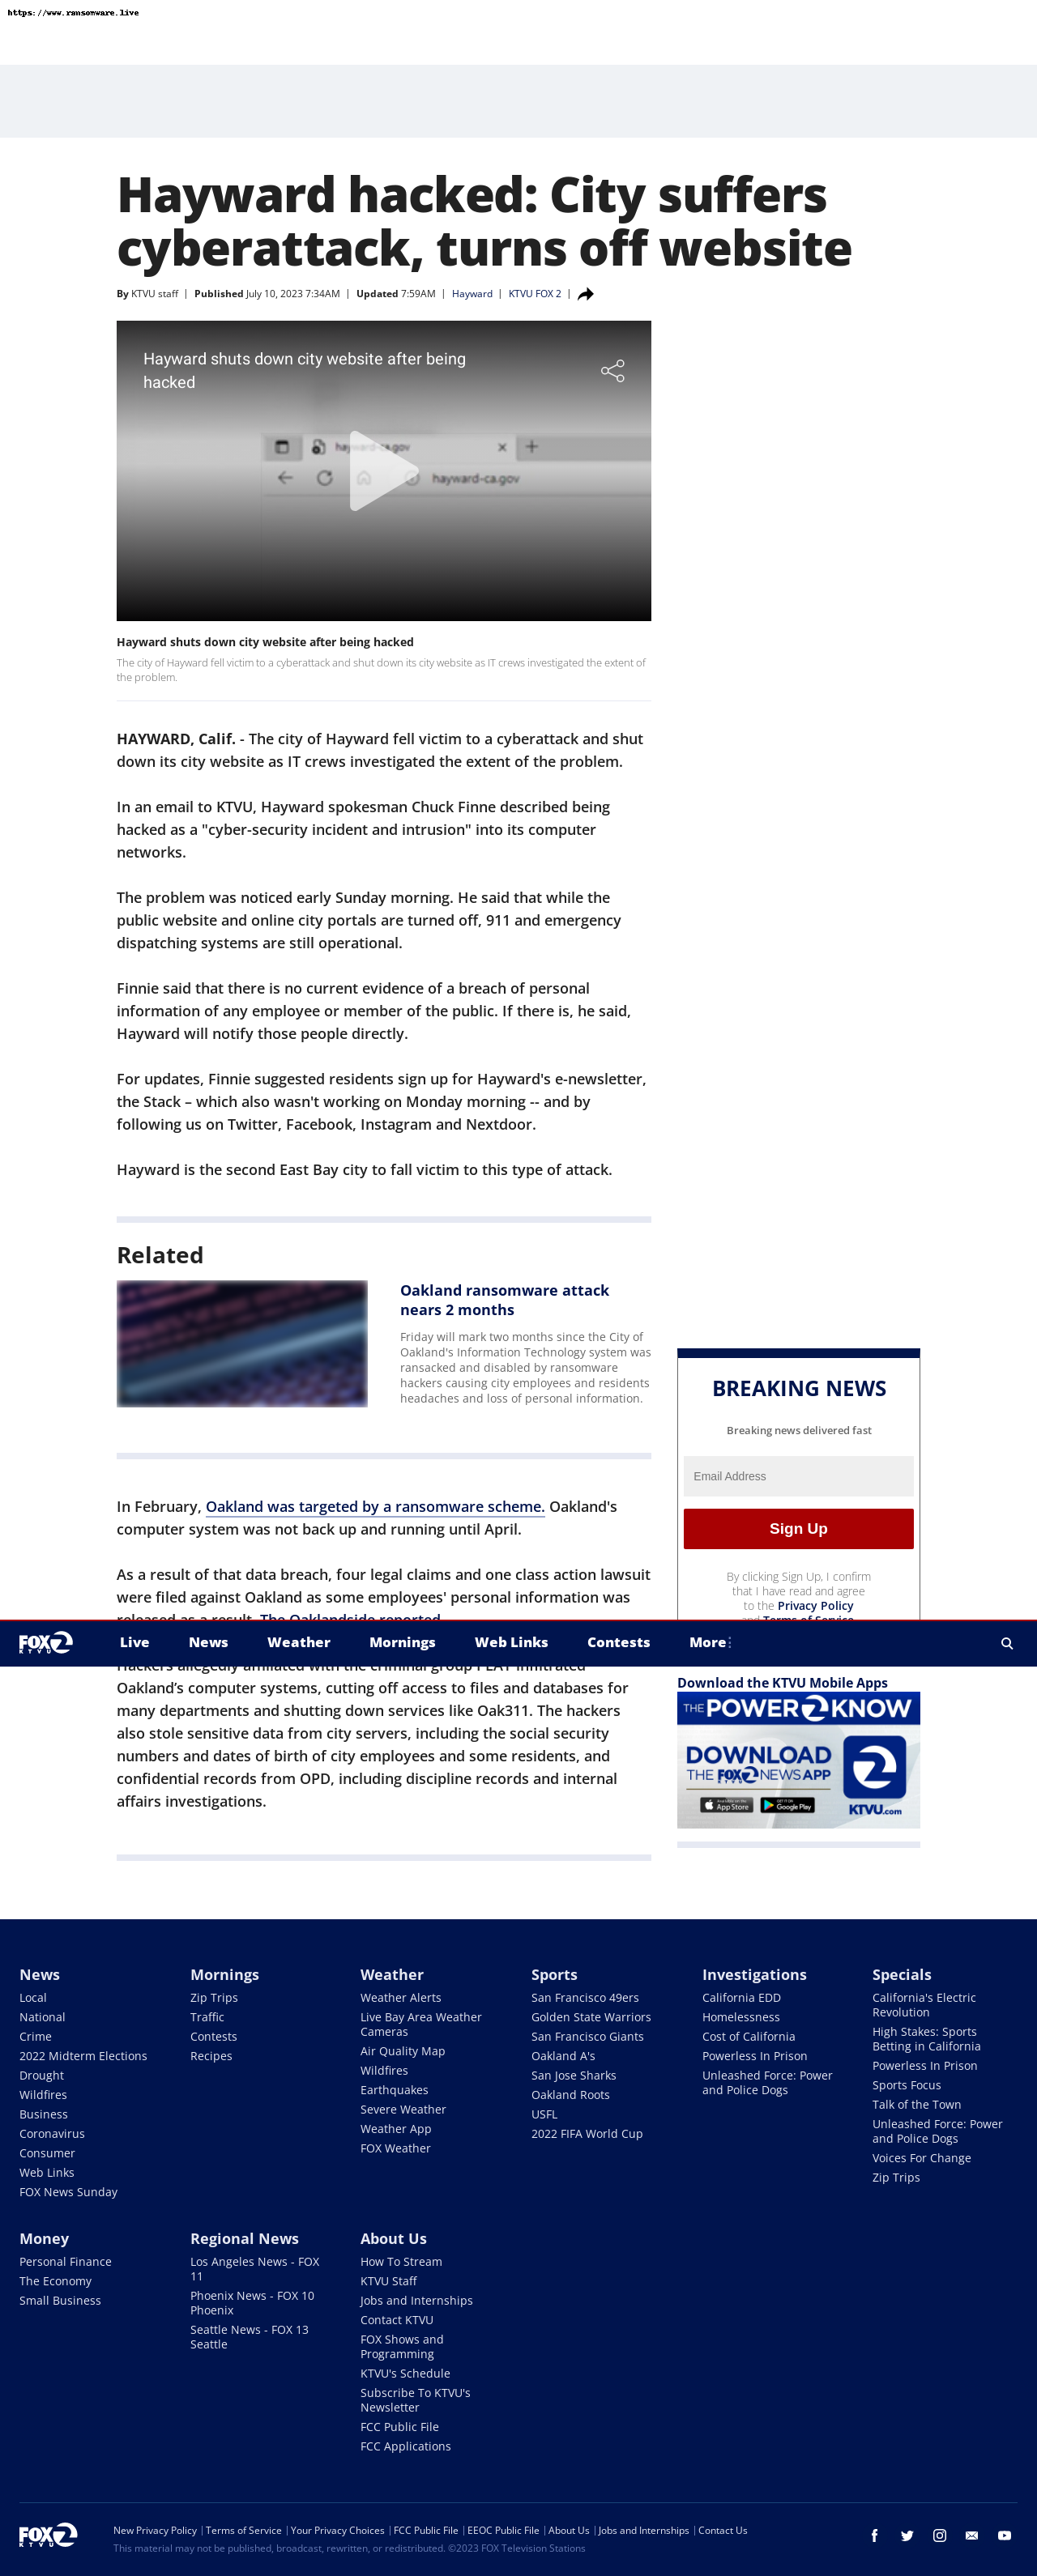 https://www.ransomware.live
Hayward hacked: City suffers
cyberattack, turns off website
By KTVU staff | Published July 10, 2023 7:34AM | Updated 7:59AM | Hayward | KTVU FOX 2 |
Hayward shuts down city website after being
hacked
hayward-ca.gov
hayward-ca.gov
Hayward shuts down city website after being hacked
The city of Hayward fell victim to a cyberattack and shut down its city website as IT crews investigated the extent of
the problem.
HAYWARD, Calif. - The city of Hayward fell victim to a cyberattack and shut
down its city website as IT crews investigated the extent of the problem.
In an email to KTVU, Hayward spokesman Chuck Finne described being
hacked as a "cyber-security incident and intrusion" into its computer
networks.
The problem was noticed early Sunday morning. He said that while the
public website and online city portals are turned off, 911 and emergency
dispatching systems are still operational.
Finnie said that there is no current evidence of a breach of personal
information of any employee or member of the public. If there is, he said,
Hayward will notify those people directly.
For updates, Finnie suggested residents sign up for Hayward's e-newsletter,
the Stack – which also wasn't working on Monday morning -- and by
following us on Twitter, Facebook, Instagram and Nextdoor.
Hayward is the second East Bay city to fall victim to this type of attack.
Related
Oakland ransomware attack
nears 2 months
Friday will mark two months since the City of
Oakland's Information Technology system was
ransacked and disabled by ransomware
hackers causing city employees and residents
headaches and loss of personal information.
In February, Oakland was targeted by a ransomware scheme. Oakland's
computer system was not back up and running until April.
As a result of that data breach, four legal claims and one class action lawsuit
were filed against Oakland as some employees' personal information was
released as a result, The Oaklandside reported.
BREAKING NEWS
Breaking news delivered fast
Email Address
Sign Up
By clicking Sign Up, I confirm
that I have read and agree
to the Privacy Policy
and Terms of Service
FOX 2 KTVU
Live News Weather Mornings Web Links Contests More
Hackers allegedly affiliated with the criminal group PLAY infiltrated
Oakland’s computer systems, cutting off access to files and databases for
many departments and shutting down services like Oak311. The hackers
also stole sensitive data from city servers, including the social security
numbers and dates of birth of city employees and some residents, and
confidential records from OPD, including discipline records and internal
affairs investigations.
Download the KTVU Mobile Apps
THE POWER 2 KNOW
DOWNLOAD
THE FOX 2 NEWS APP
KTVU
App Store
Google Play
2
KTVU.com
News
Local
National
Crime
2022 Midterm Elections
Drought
Wildfires
Business
Coronavirus
Consumer
Web Links
FOX News Sunday
Mornings
Zip Trips
Traffic
Contests
Recipes
Weather
Weather Alerts
Live Bay Area Weather
Cameras
Air Quality Map
Wildfires
Earthquakes
Severe Weather
Weather App
FOX Weather
Sports
San Francisco 49ers
Golden State Warriors
San Francisco Giants
Oakland A's
San Jose Sharks
Oakland Roots
USFL
2022 FIFA World Cup
Investigations
California EDD
Homelessness
Cost of California
Powerless In Prison
Unleashed Force: Power
and Police Dogs
Specials
California's Electric
Revolution
High Stakes: Sports
Betting in California
Powerless In Prison
Sports Focus
Talk of the Town
Unleashed Force: Power
and Police Dogs
Voices For Change
Zip Trips
Money
Personal Finance
The Economy
Small Business
Regional News
Los Angeles News - FOX
11
Phoenix News - FOX 10
Phoenix
Seattle News - FOX 13
Seattle
About Us
How To Stream
KTVU Staff
Jobs and Internships
Contact KTVU
FOX Shows and
Programming
KTVU's Schedule
Subscribe To KTVU's
Newsletter
FCC Public File
FCC Applications
FOX 2 KTVU
New Privacy Policy | Terms of Service | Your Privacy Choices | FCC Public File | EEOC Public File | About Us | Jobs and Internships | Contact Us
This material may not be published, broadcast, rewritten, or redistributed. ©2023 FOX Television Stations